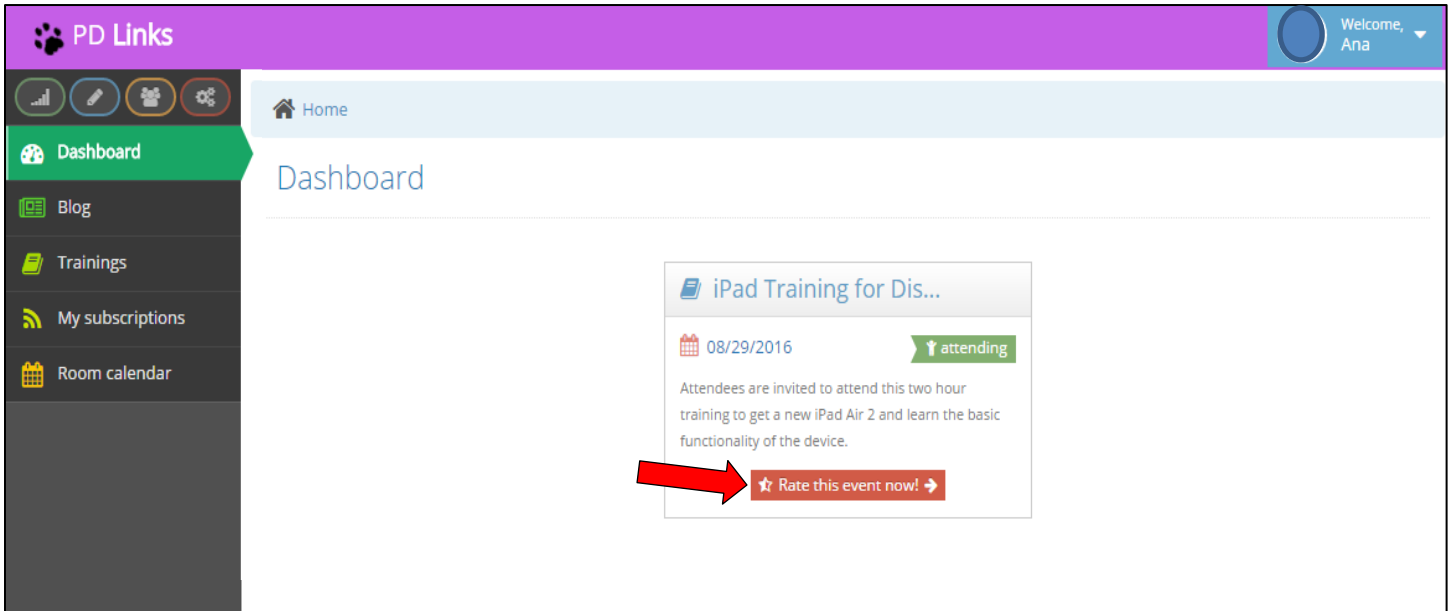 PD Links
Welcome,
Ana
Home
Dashboard
Dashboard
Blog
Trainings
My subscriptions
Room calendar
iPad Training for Dis...
08/29/2016
attending
Attendees are invited to attend this two hour
training to get a new iPad Air 2 and learn the basic
functionality of the device.
Rate this event now!